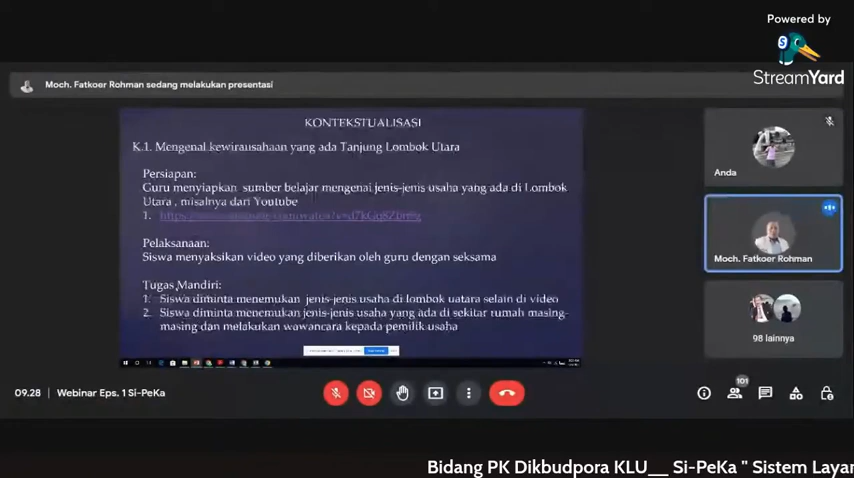 Powered by
StreamYard
Moch. Fatkoer Rohman sedang melakukan presentasi
KONTEKSTUALISASI
K.1. Mengenal kewirausahaan yang ada Tanjung Lombok Utara
Persiapan:
Guru menyiapkan sumber belajar mengenai jenis-jenis usaha yang ada di Lombok
Utara , misalnya dari Youtube
1.
Pelaksanaan:
Siswa menyaksikan video yang diberikan oleh guru dengan seksama
Tugas Mandiri:
1. Siswa diminta menemukan jenis-jenis usaha di lombok uatara selain di video
2. Siswa diminta menemukan jenis-jenis usaha yang ada di sekitar rumah masing-
masing dan melakukan wawancara kepada pemilik usaha
Anda
Moch. Fatkoer Rohman
98 lainnya
09.28 | Webinar Eps. 1 Si-PeKa
101
Bidang PK Dikbudpora KLU__ Si-PeKa " Sistem Layar